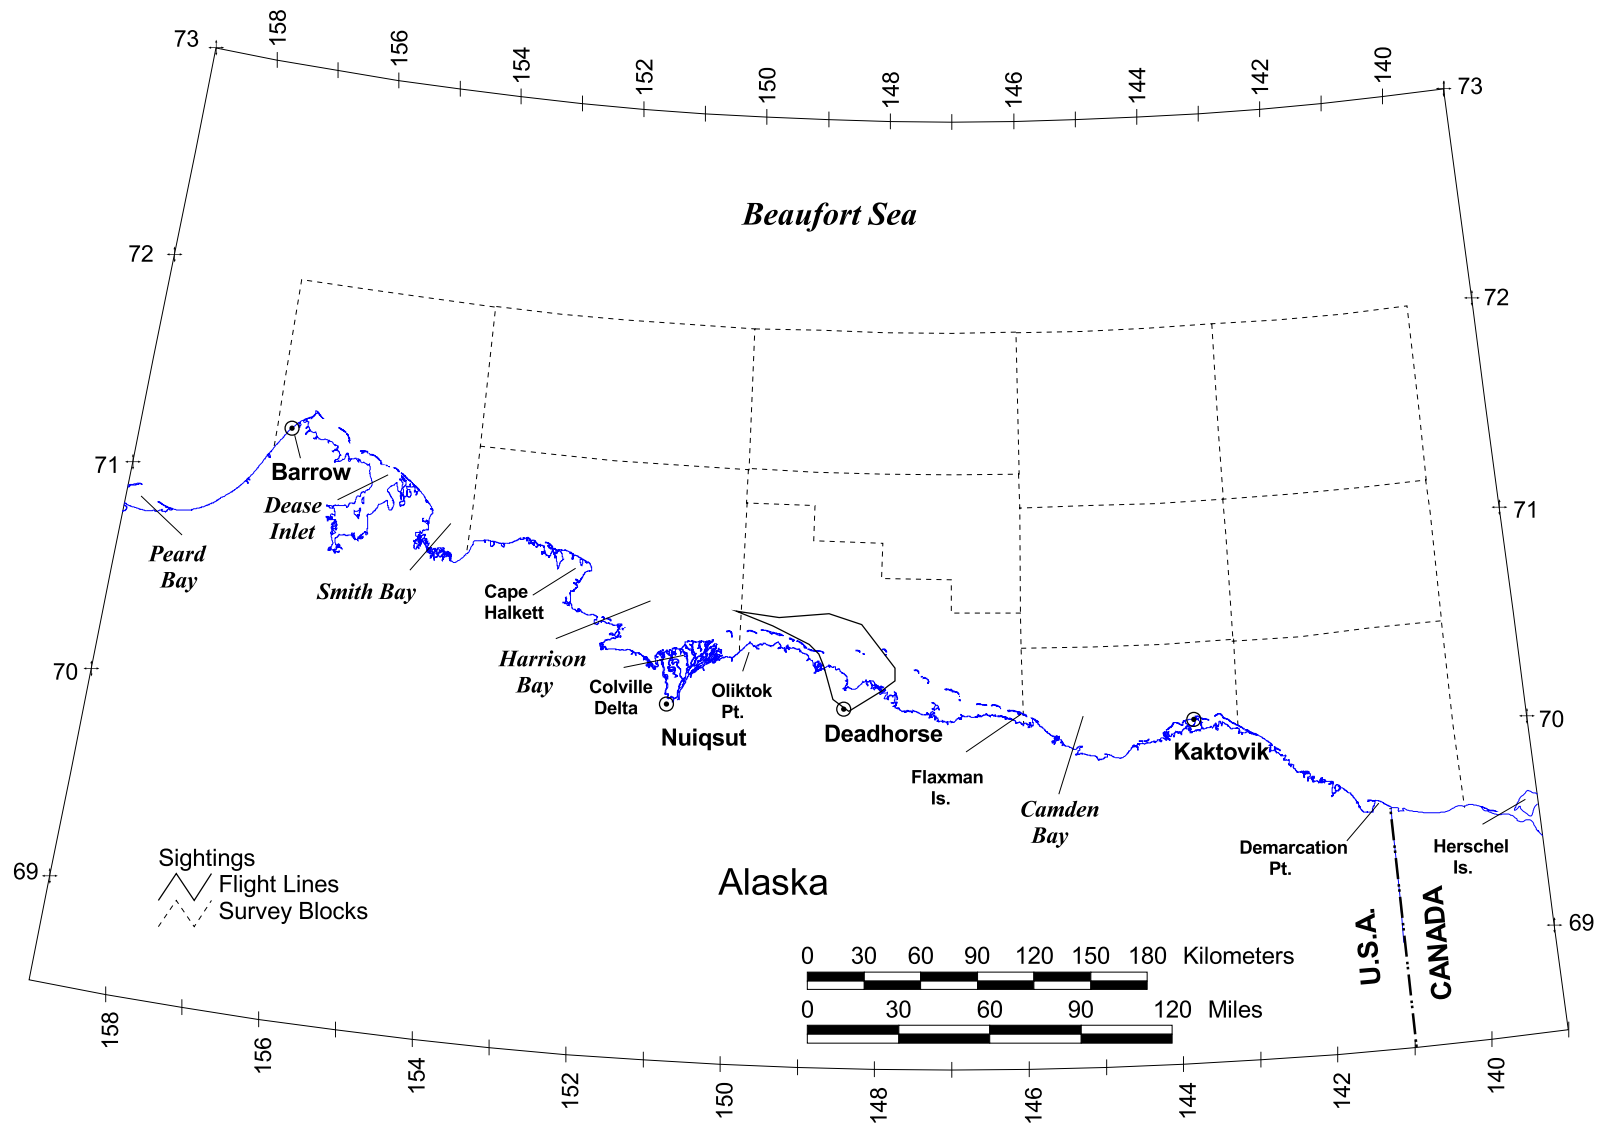 158
156
154
152
150
148
146
144
142
140
73
73
Beaufort Sea
72
72
71
71
Barrow
Dease
Inlet
Peard
Bay
Smith Bay
Cape
Halkett
Harrison
Bay
70
70
Colville
Delta
Oliktok
Pt.
Nuiqsut
Deadhorse
Kaktovik
Flaxman
Is.
Camden
Bay
Demarcation
Pt.
Herschel
Is.
69
69
Sightings
Flight Lines
Survey Blocks
Alaska
U.S.A.
CANADA
0 30 60 90 120 150 180 Kilometers
0 30 60 90 120 Miles
158
156
154
152
150
148
146
144
142
140